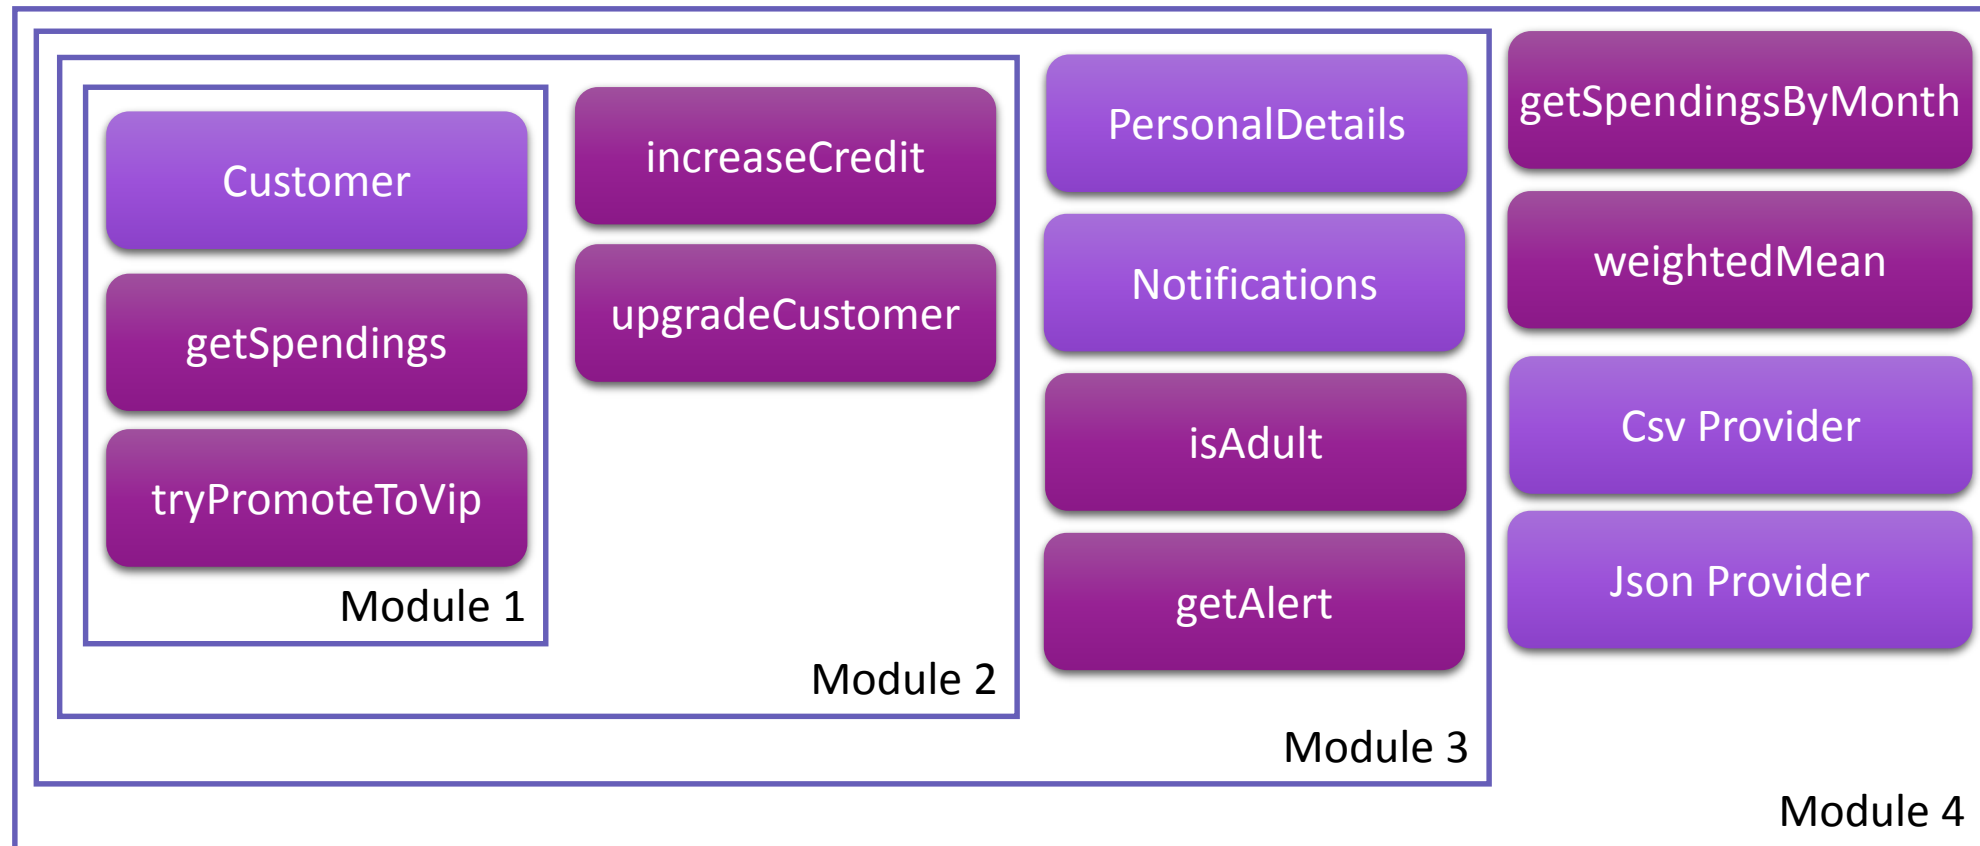 Customer
getSpendings
tryPromoteToVip
Module 1
increaseCredit
upgradeCustomer
Module 2
PersonalDetails
Notifications
isAdult
getAlert
Module 3
getSpendingsByMonth
weightedMean
Csv Provider
Json Provider
Module 4